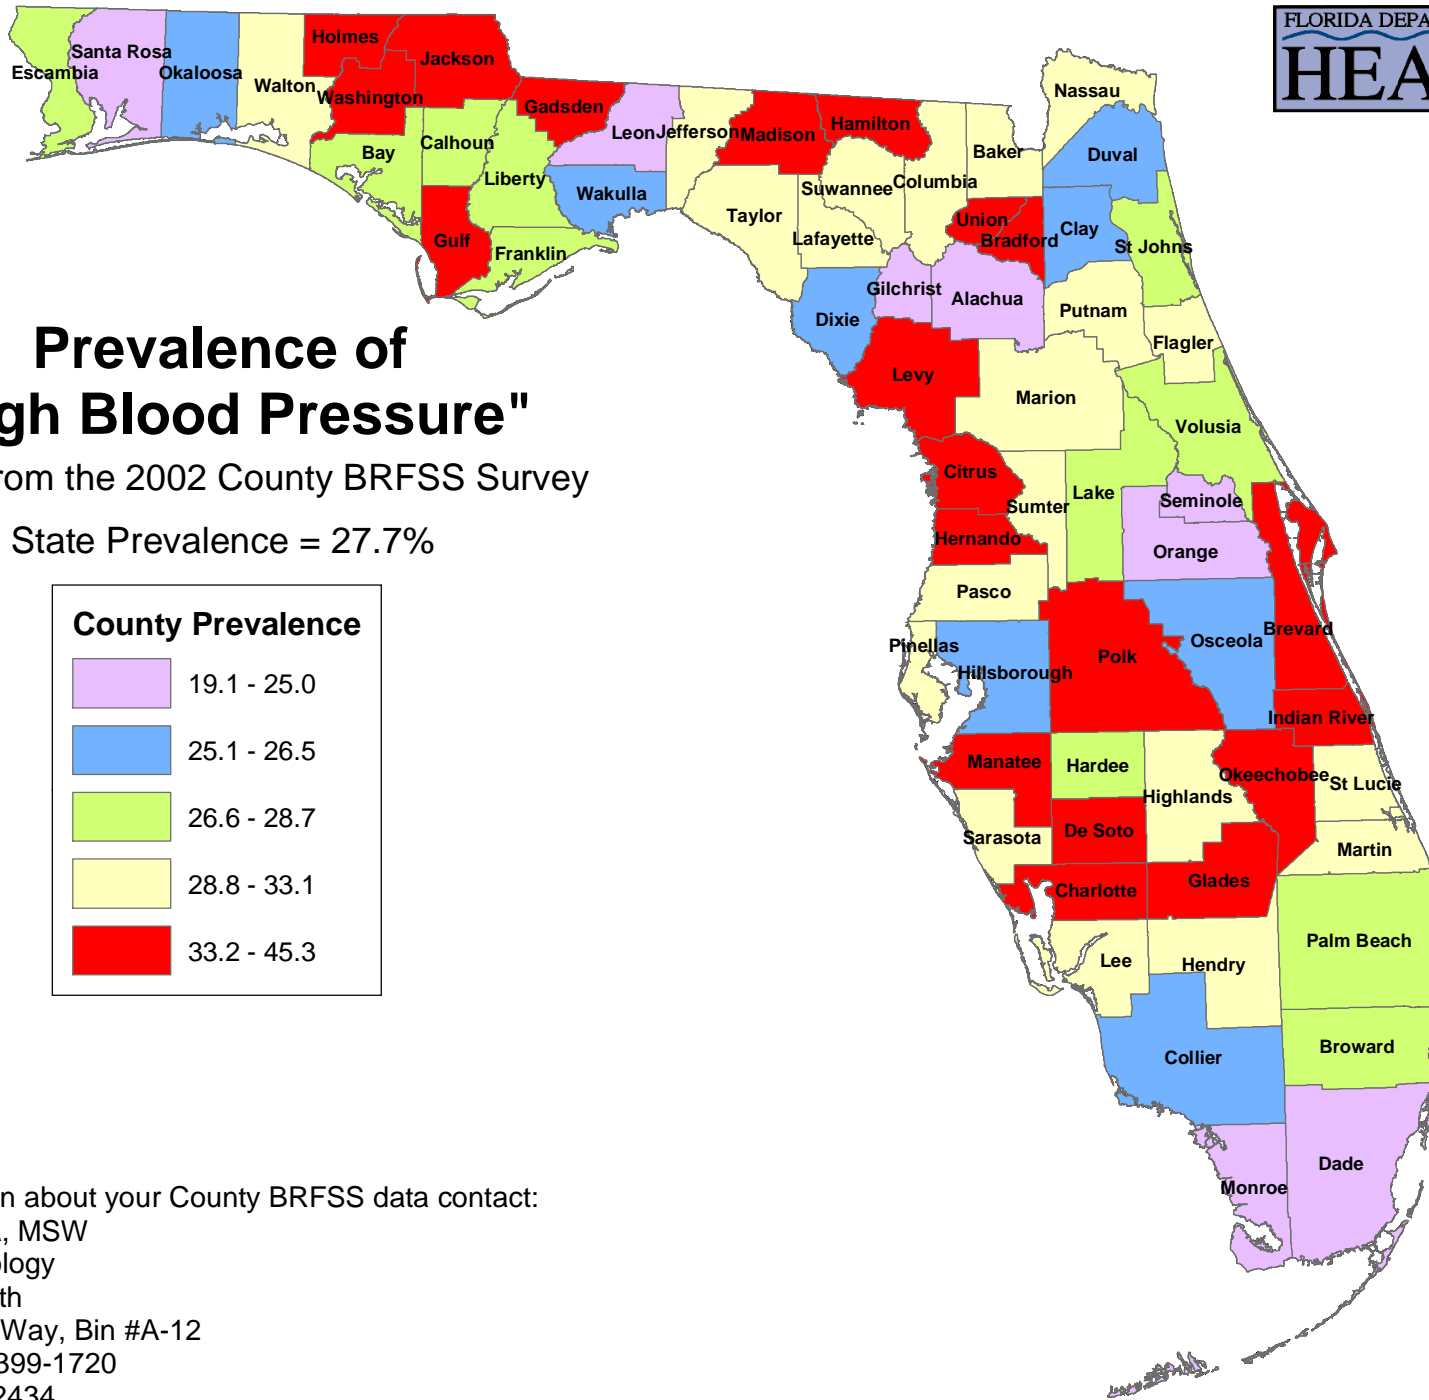 FLORIDA DEPA
HEA
Holmes
Jackson
Santa Rosa
Escambia
Okaloosa
Walton
Washington
Gadsden
Leon
Jefferson
Madison
Hamilton
Nassau
Baker
Duval
Bay
Calhoun
Liberty
Wakulla
Suwannee
Columbia
Taylor
Lafayette
Union
Bradford
Clay
St Johns
Gulf
Franklin
Gilchrist
Alachua
Dixie
Putnam
Flagler
Prevalence of
gh Blood Pressure"
rom the 2002 County BRFSS Survey
State Prevalence = 27.7%
Levy
Marion
Volusia
Citrus
Sumter
Lake
Seminole
Hernando
Orange
Pasco
Pinellas
Hillsborough
Polk
Osceola
Brevard
Indian River
Manatee
Hardee
Highlands
Okeechobee
St Lucie
Sarasota
De Soto
Martin
Charlotte
Glades
Lee
Hendry
Palm Beach
Collier
Broward
Monroe
Dade
County Prevalence
19.1 - 25.0
25.1 - 26.5
26.6 - 28.7
28.8 - 33.1
33.2 - 45.3
n about your County BRFSS data contact:
, MSW
ology
th
Way, Bin #A-12
399-1720
2434